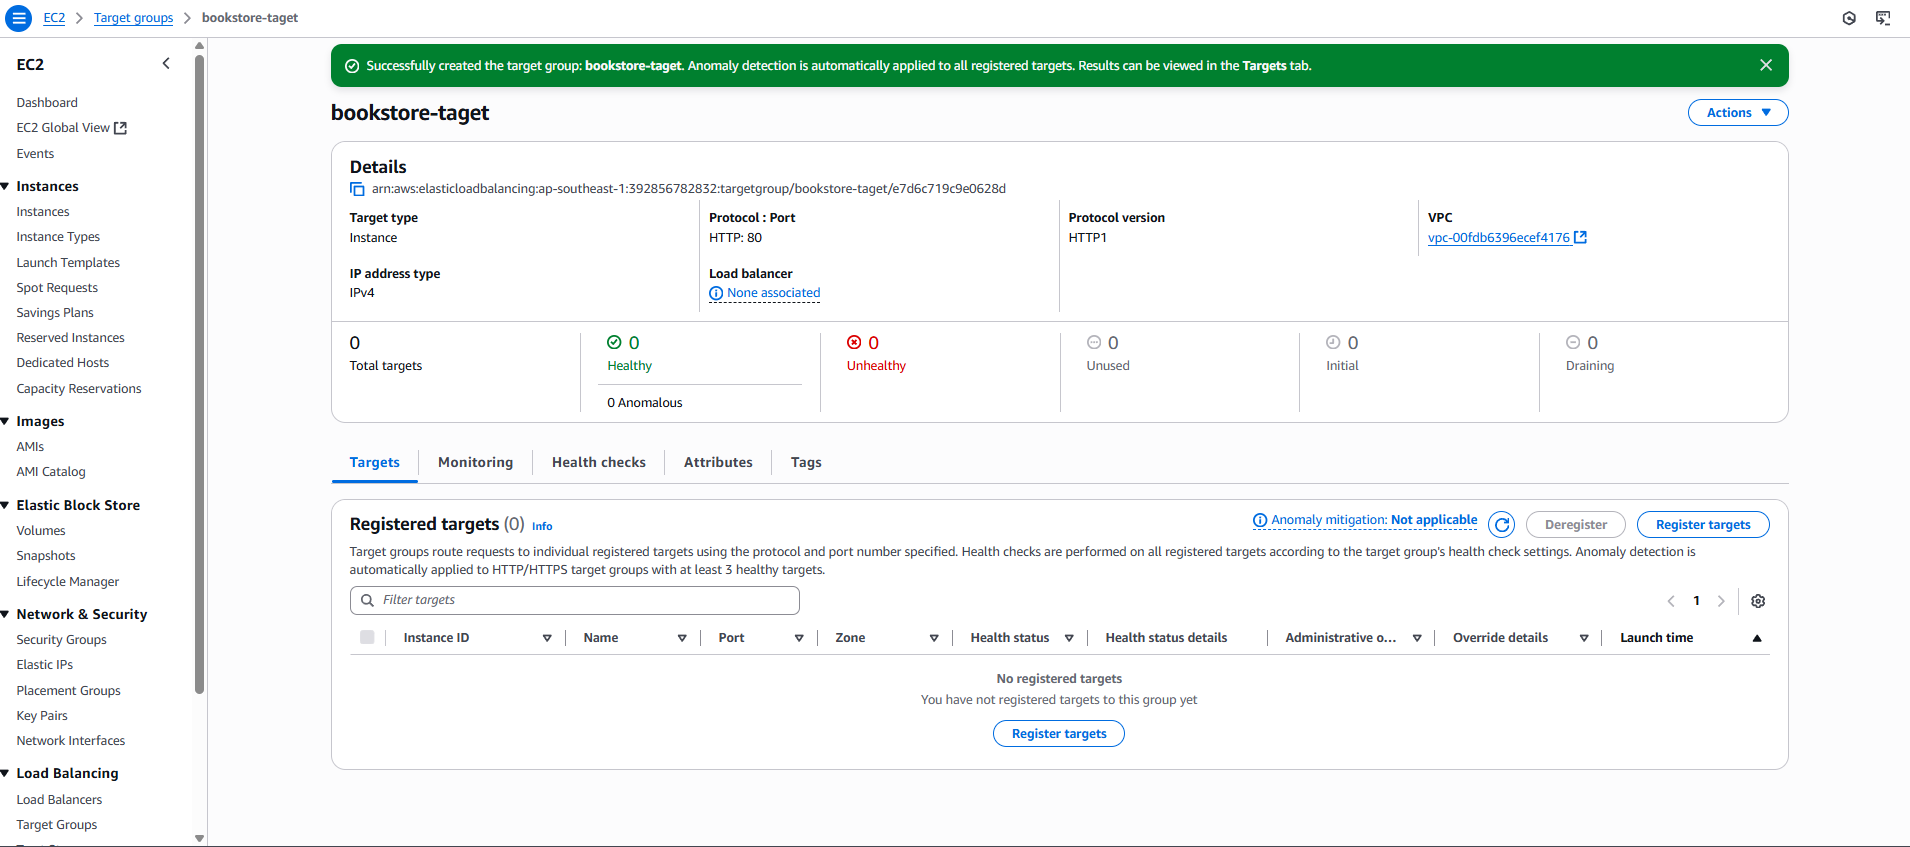 EC2 > Target groups > bookstore-taget
EC2
Dashboard
EC2 Global View
Events
Instances
Instances
Instance Types
Launch Templates
Spot Requests
Savings Plans
Reserved Instances
Dedicated Hosts
Capacity Reservations
Images
AMIs
AMI Catalog
Elastic Block Store
Volumes
Snapshots
Lifecycle Manager
Network & Security
Security Groups
Elastic IPs
Placement Groups
Key Pairs
Network Interfaces
Load Balancing
Load Balancers
Target Groups
Successfully created the target group: bookstore-taget. Anomaly detection is automatically applied to all registered targets. Results can be viewed in the Targets tab.
bookstore-taget
Actions
Details
arn:aws:elasticloadbalancing:ap-southeast-1:392856782832:targetgroup/bookstore-taget/e7d6c719c9e0628d
Target type
Instance
Protocol : Port
HTTP: 80
Protocol version
HTTP1
VPC
vpc-00fdb6396ecef4176
IP address type
IPv4
Load balancer
None associated
0
Total targets
0
Healthy
0 Anomalous
0
Unhealthy
0
Unused
0
Initial
0
Draining
Targets
Monitoring
Health checks
Attributes
Tags
Registered targets (0) Info
Anomaly mitigation: Not applicable
Deregister
Register targets
Target groups route requests to individual registered targets using the protocol and port number specified. Health checks are performed on all registered targets according to the target group's health check settings. Anomaly detection is
automatically applied to HTTP/HTTPS target groups with at least 3 healthy targets.
Filter targets
1
Instance ID
Name
Port
Zone
Health status
Health status details
Administrative o...
Override details
Launch time
No registered targets
You have not registered targets to this group yet
Register targets